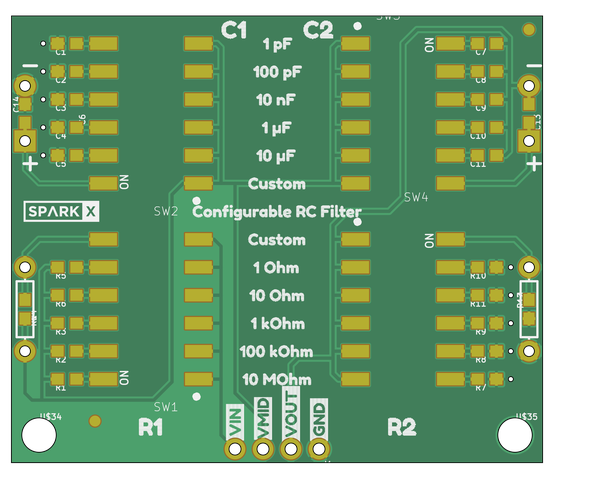 C1
C2
1 pF
ON
C1
C7
100 pF
C2
C8
10 nF
C3
C9
C14
C6
1 µF
C13
C4
C10
10 µF
C5
C11
+
+
Custom
ON
SW4
SPARK X
SW2
Configurable RC Filter
Custom
ON
1 Ohm
R5
R10
10 Ohm
R6
R11
1 kOhm
R3
R9
100 kOhm
R2
R8
10 MOhm
ON
R1
R7
SW1
U$34
U$35
R1
VIN
VMID
VOUT
GND
R2